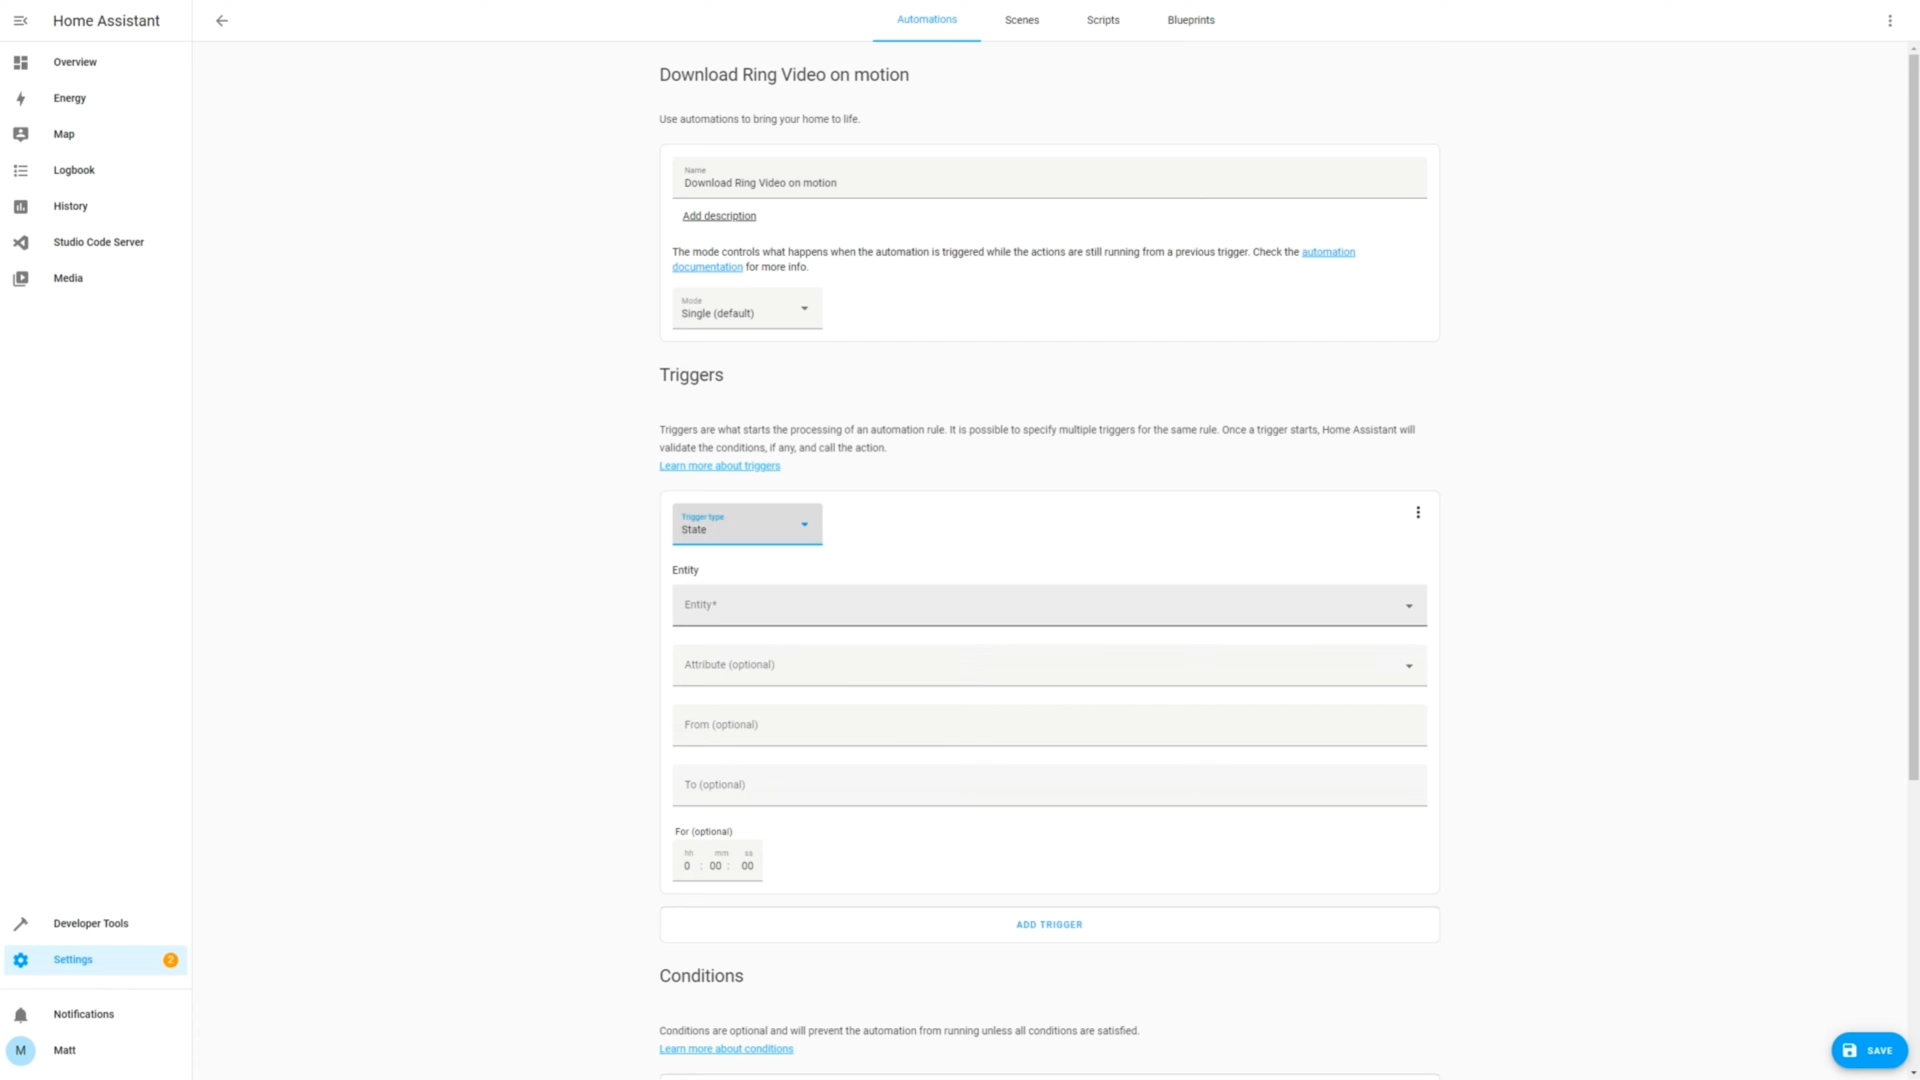 Home Assistant
Automations
Scenes
Scripts
Blueprints
Overview
Energy
Map
Logbook
History
Studio Code Server
Media
Developer Tools
Settings
2
Notifications
M
Matt
Download Ring Video on motion
Use automations to bring your home to life.
Name
Download Ring Video on motion
Add description
The mode controls what happens when the automation is triggered while the actions are still running from a previous trigger. Check the automation
documentation for more info.
Mode
Single (default)
Triggers
Triggers are what starts the processing of an automation rule. It is possible to specify multiple triggers for the same rule. Once a trigger starts, Home Assistant will
validate the conditions, if any, and call the action.
Learn more about triggers
Trigger type
State
Entity
Entity*
Attribute (optional)
From (optional)
To (optional)
For (optional)
hh mm ss
0 : 00 : 00
ADD TRIGGER
Conditions
Conditions are optional and will prevent the automation from running unless all conditions are satisfied.
Learn more about conditions
SAVE